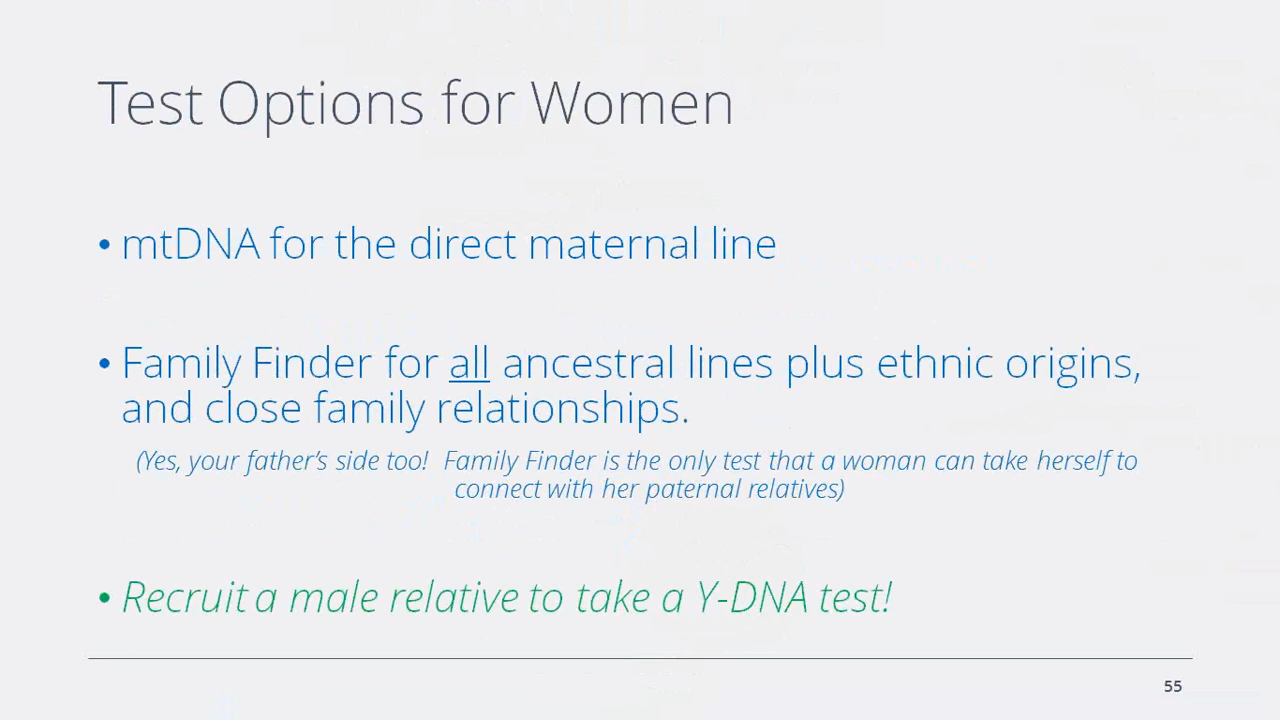 Test Options for Women
• mtDNA for the direct maternal line
• Family Finder for all ancestral lines plus ethnic origins,
and close family relationships.
(Yes, your father's side too!  Family Finder is the only test that a woman can take herself to
connect with her paternal relatives)
• Recruit a male relative to take a Y-DNA test!
55